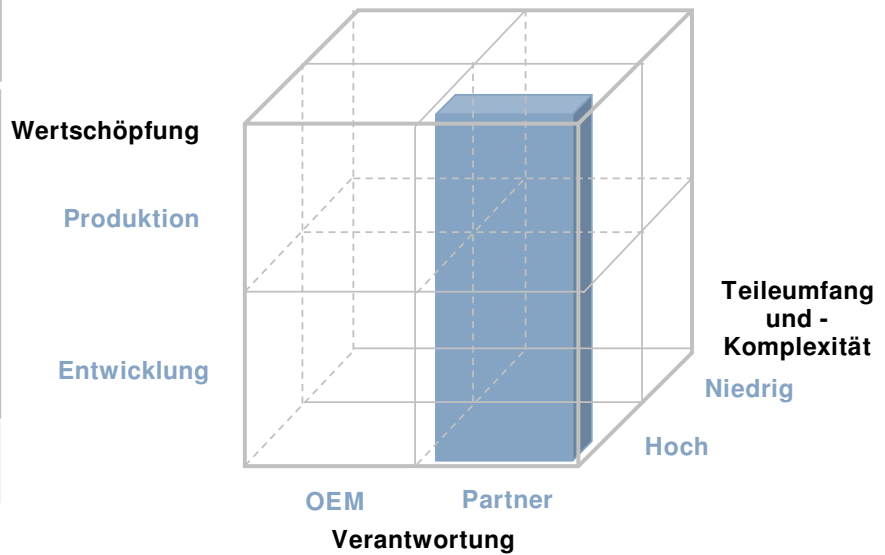 Wertschöpfung
Produktion
Entwicklung
Teileumfang
und -
Komplexität
Niedrig
Hoch
OEM
Partner
Verantwortung